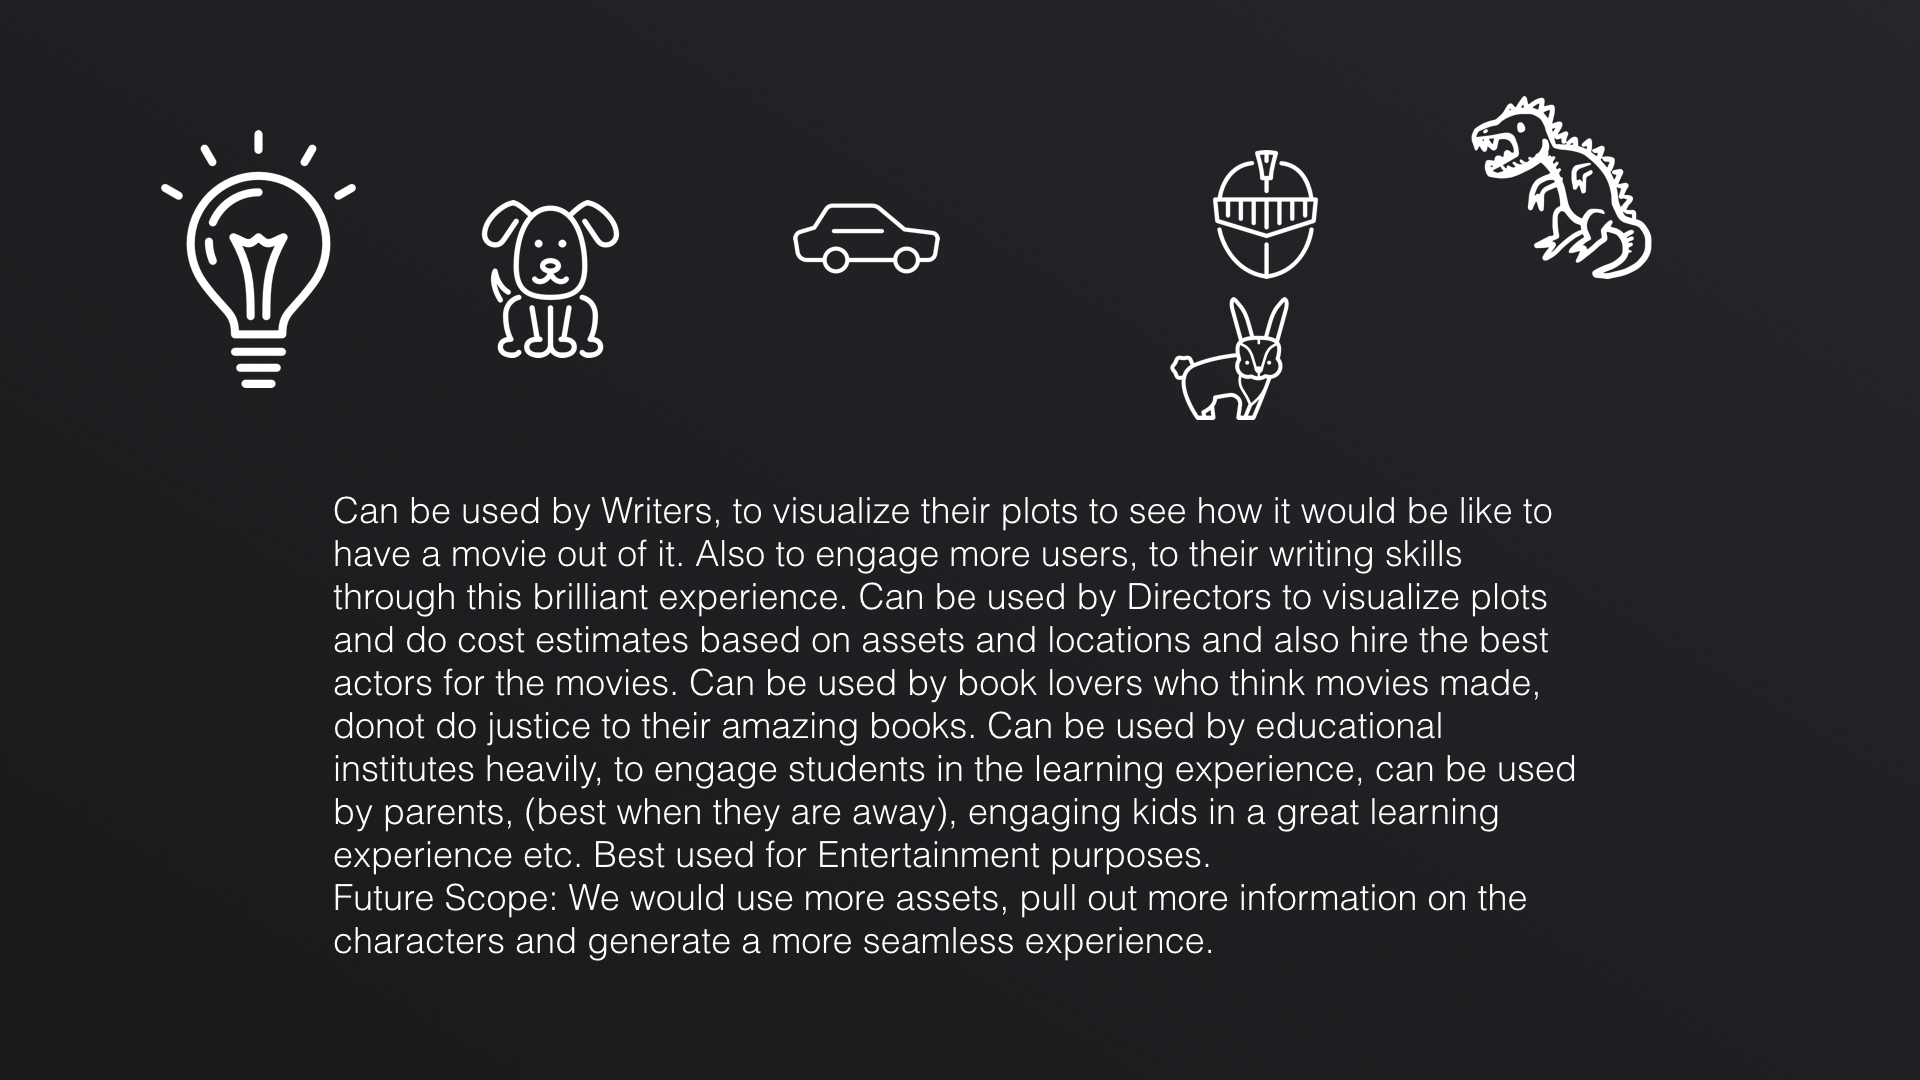 Can be used by Writers, to visualize their plots to see how it would be like to
have a movie out of it. Also to engage more users, to their writing skills
through this brilliant experience. Can be used by Directors to visualize plots
and do cost estimates based on assets and locations and also hire the best
actors for the movies. Can be used by book lovers who think movies made,
donot do justice to their amazing books. Can be used by educational
institutes heavily, to engage students in the learning experience, can be used
by parents, (best when they are away), engaging kids in a great learning
experience etc. Best used for Entertainment purposes.
Future Scope: We would use more assets, pull out more information on the
characters and generate a more seamless experience.